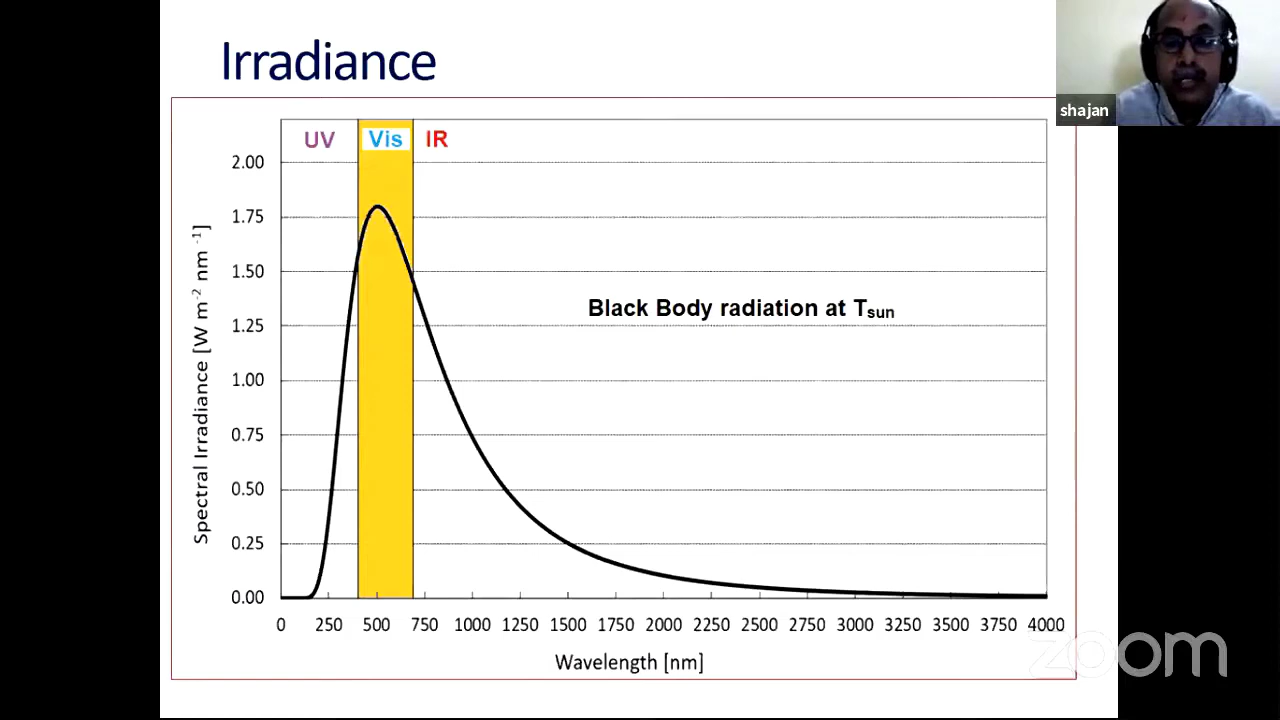 Irradiance
shajan
UV Vis IR
2.00
1.75
1.50
1.25
1.00
0.75
0.50
0.25
0.00
Spectral Irradiance [W m⁻² nm ⁻¹]
Black Body radiation at Tsun
0 250 500 750 1000 1250 1500 1750 2000 2250 2500 2750 3000 3250 3500 3750 4000
Wavelength [nm]
zoom